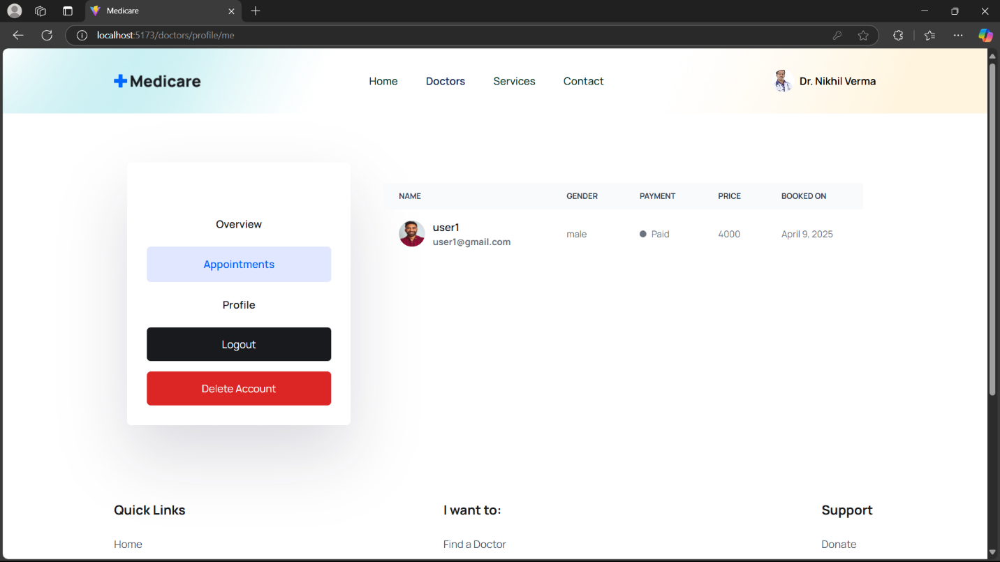 Medicare
localhost:5173/doctors/profile/me
Medicare
Home Doctors Services Contact
Dr. Nikhil Verma
Overview
Appointments
Profile
Logout
Delete Account
NAME GENDER PAYMENT PRICE BOOKED ON
user1
user1@gmail.com
male Paid 4000 April 9, 2025
Quick Links
Home
I want to:
Find a Doctor
Support
Donate